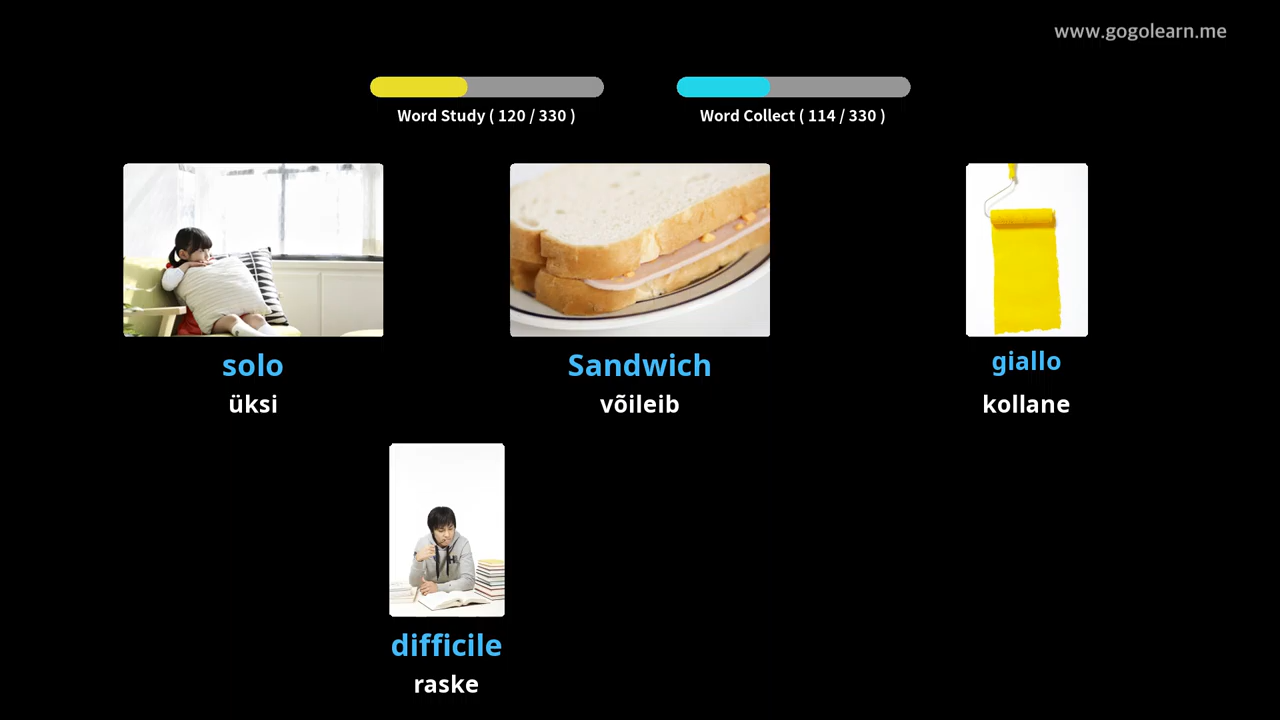 www.gogolearn.me
Word Study ( 120 / 330 )
Word Collect ( 114 / 330 )
solo
üksi
Sandwich
võileib
giallo
kollane
difficile
raske